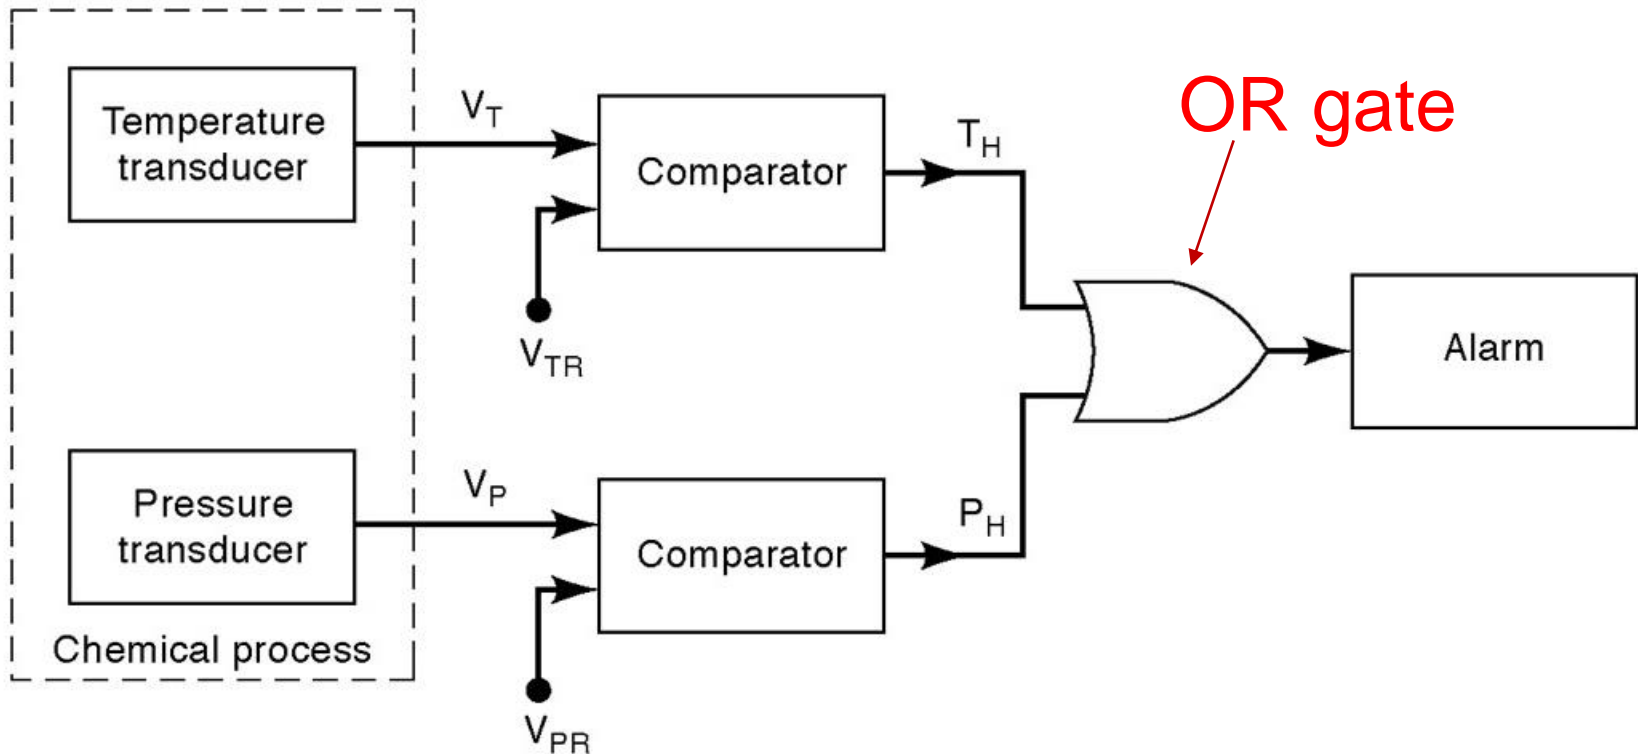 Temperature
transducer
V_T
Comparator
T_H
OR gate
V_TR
Alarm
Pressure
transducer
V_P
Comparator
P_H
Chemical process
V_PR